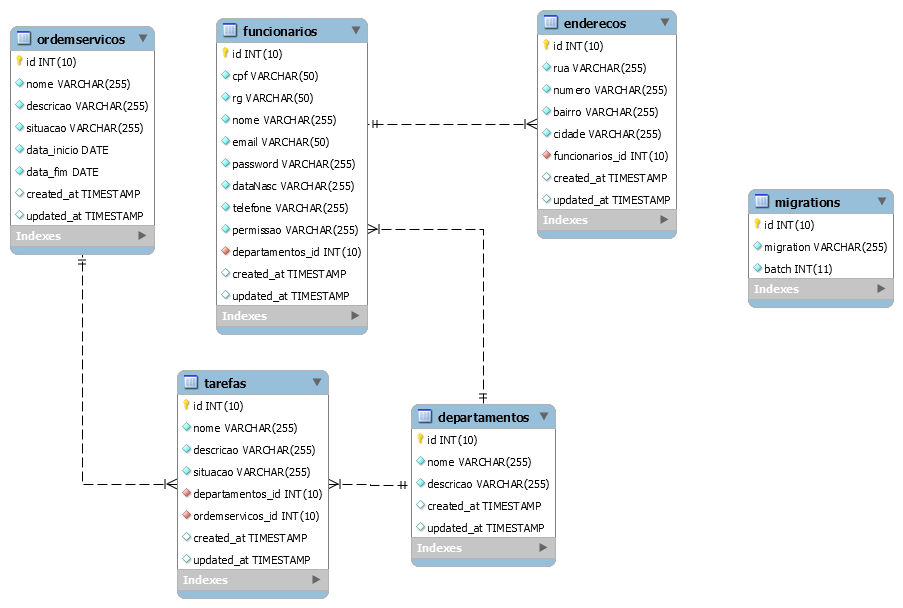 ordemservicos
id INT(10)
nome VARCHAR(255)
descricao VARCHAR(255)
situacao VARCHAR(255)
data_inicio DATE
data_fim DATE
created_at TIMESTAMP
updated_at TIMESTAMP
Indexes
funcionarios
id INT(10)
cpf VARCHAR(50)
rg VARCHAR(50)
nome VARCHAR(255)
email VARCHAR(50)
password VARCHAR(255)
dataNasc VARCHAR(255)
telefone VARCHAR(255)
permissao VARCHAR(255)
departamentos_id INT(10)
created_at TIMESTAMP
updated_at TIMESTAMP
Indexes
enderecos
id INT(10)
rua VARCHAR(255)
numero VARCHAR(255)
bairro VARCHAR(255)
cidade VARCHAR(255)
funcionarios_id INT(10)
created_at TIMESTAMP
updated_at TIMESTAMP
Indexes
migrations
id INT(10)
migration VARCHAR(255)
batch INT(11)
Indexes
tarefas
id INT(10)
nome VARCHAR(255)
descricao VARCHAR(255)
situacao VARCHAR(255)
departamentos_id INT(10)
ordemservicos_id INT(10)
created_at TIMESTAMP
updated_at TIMESTAMP
Indexes
departamentos
id INT(10)
nome VARCHAR(255)
descricao VARCHAR(255)
created_at TIMESTAMP
updated_at TIMESTAMP
Indexes